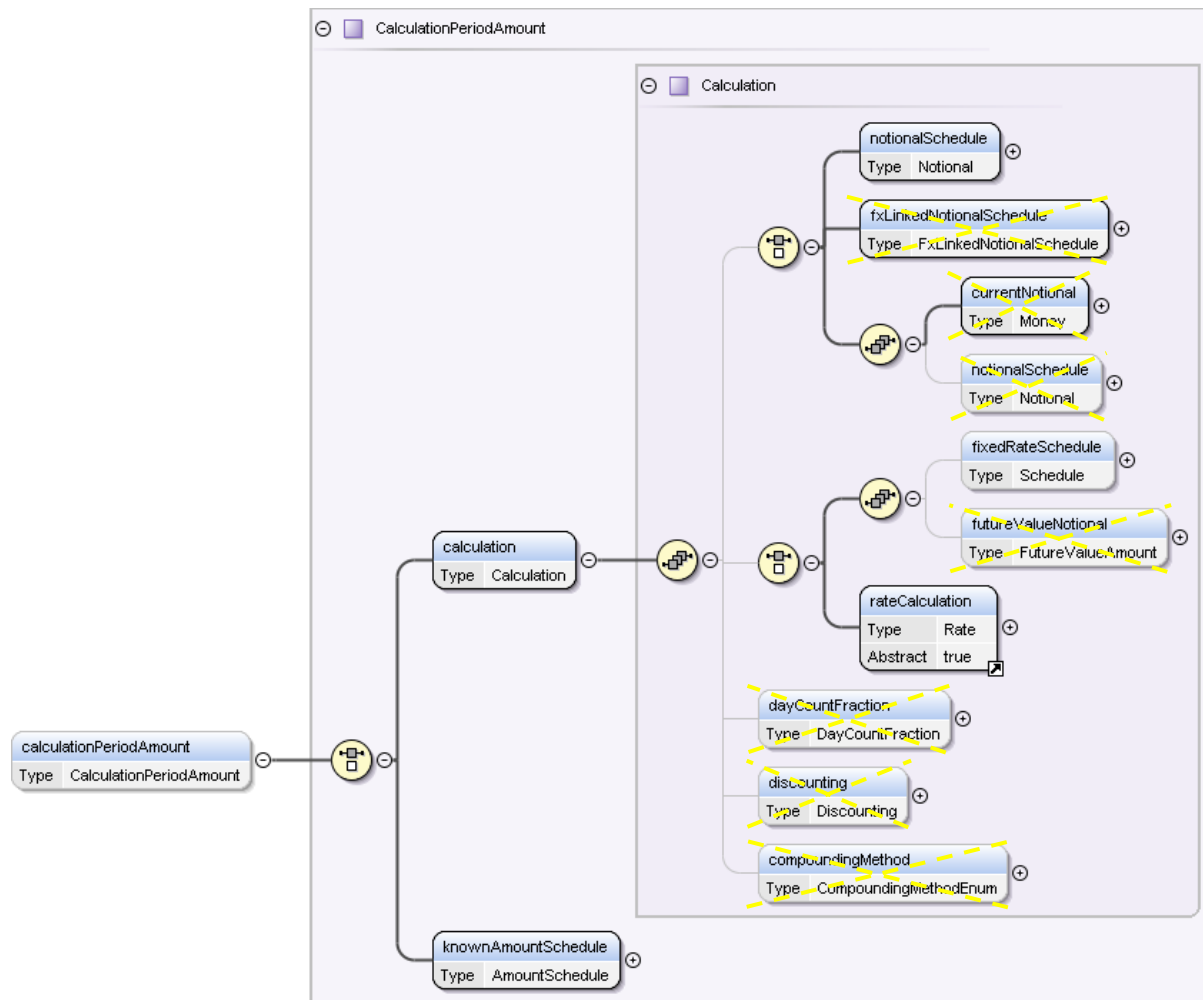 CalculationPeriodAmount
Calculation
notionalSchedule
Type Notional
fxLinkedNotionalSchedule
Type FxLinkedNotionalSchedule
currentNotional
Type Money
notionalSchedule
Type Notional
fixedRateSchedule
Type Schedule
futureValueNotional
Type FutureValueAmount
calculation
Type Calculation
rateCalculation
Type Rate
Abstract true
dayCountFraction
Type DayCountFraction
calculationPeriodAmount
Type CalculationPeriodAmount
discounting
Type Discounting
compoundingMethod
Type CompoundingMethodEnum
knownAmountSchedule
Type AmountSchedule